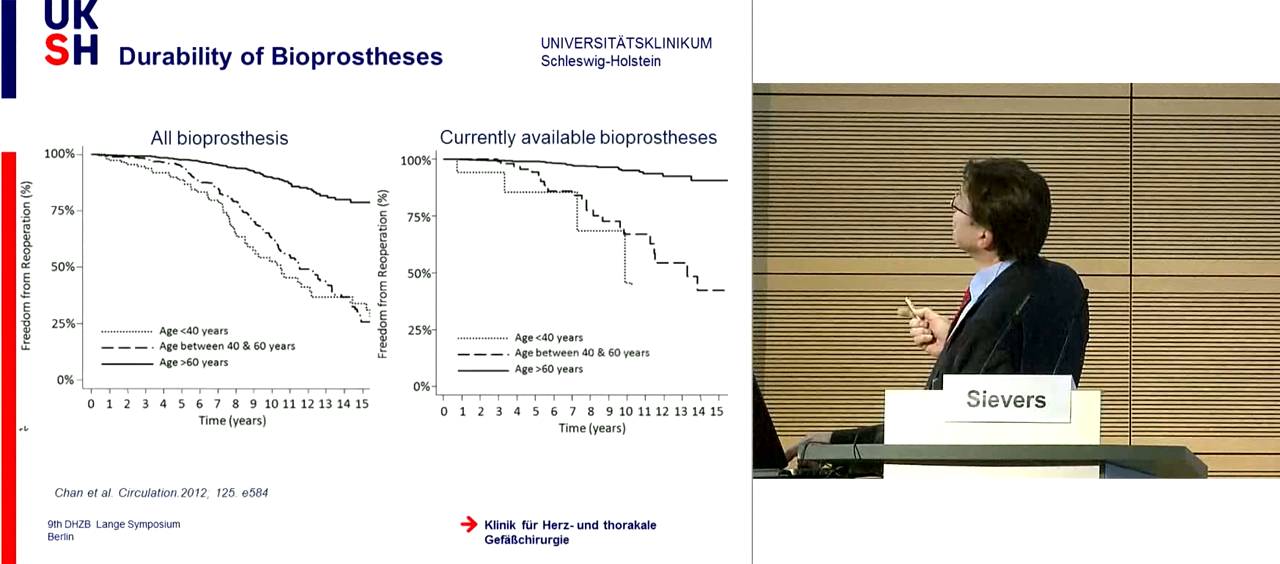 UK
SH
Durability of Bioprostheses
UNIVERSITÄTSKLINIKUM
Schleswig-Holstein
All bioprosthesis
Freedom from Reoperation (%)
100%
75%
50%
25%
0%
Age <40 years
Age between 40 & 60 years
Age >60 years
0 1 2 3 4 5 6 7 8 9 10 11 12 13 14 15
Time (years)
Currently available bioprostheses
Freedom from Reoperation (%)
100%
75%
50%
25%
0%
Age <40 years
Age between 40 & 60 years
Age >60 years
0 1 2 3 4 5 6 7 8 9 10 11 12 13 14 15
Time (years)
Chan et al. Circulation.2012, 125. e584
9th DHZB Lange Symposium
Berlin
Klinik für Herz- und thorakale
Gefäßchirurgie
Sievers